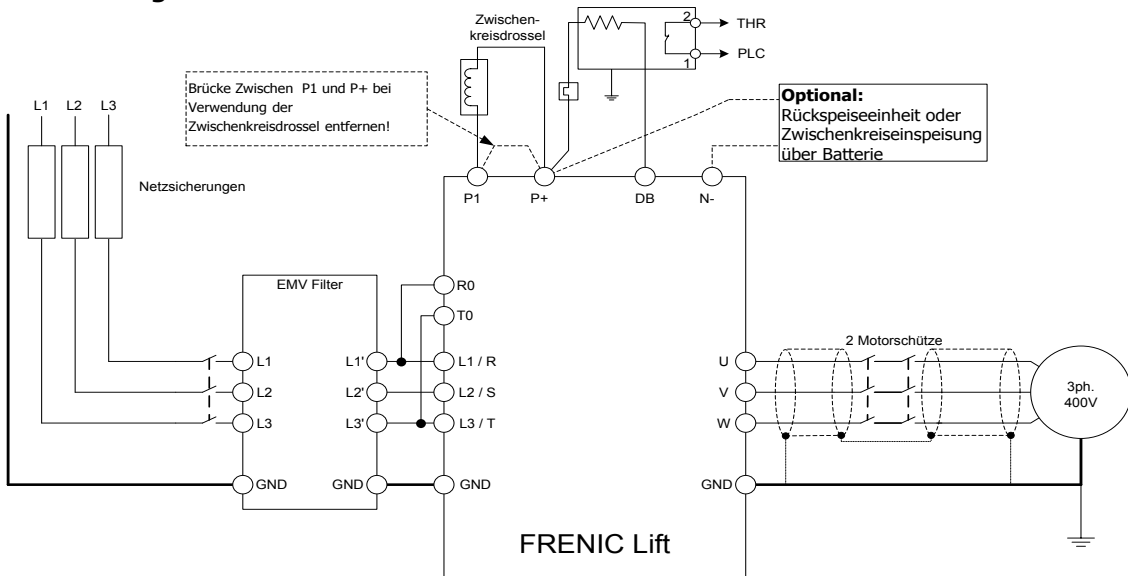 Zwischen-
kreisdrossel
2
THR
PLC
1
Brücke Zwischen P1 und P+ bei
Verwendung der
Zwischenkreisdrossel entfernen!
Optional:
Rückspeiseeinheit oder
Zwischenkreiseinspeisung
über Batterie
L1 L2 L3
Netzsicherungen
P1 P+ DB N-
EMV Filter
R0
T0
L1 L1' L1 / R
L2 L2' L2 / S
L3 L3' L3 / T
GND GND GND
2 Motorschütze
U
V
W
GND
3ph.
400V
FRENIC Lift